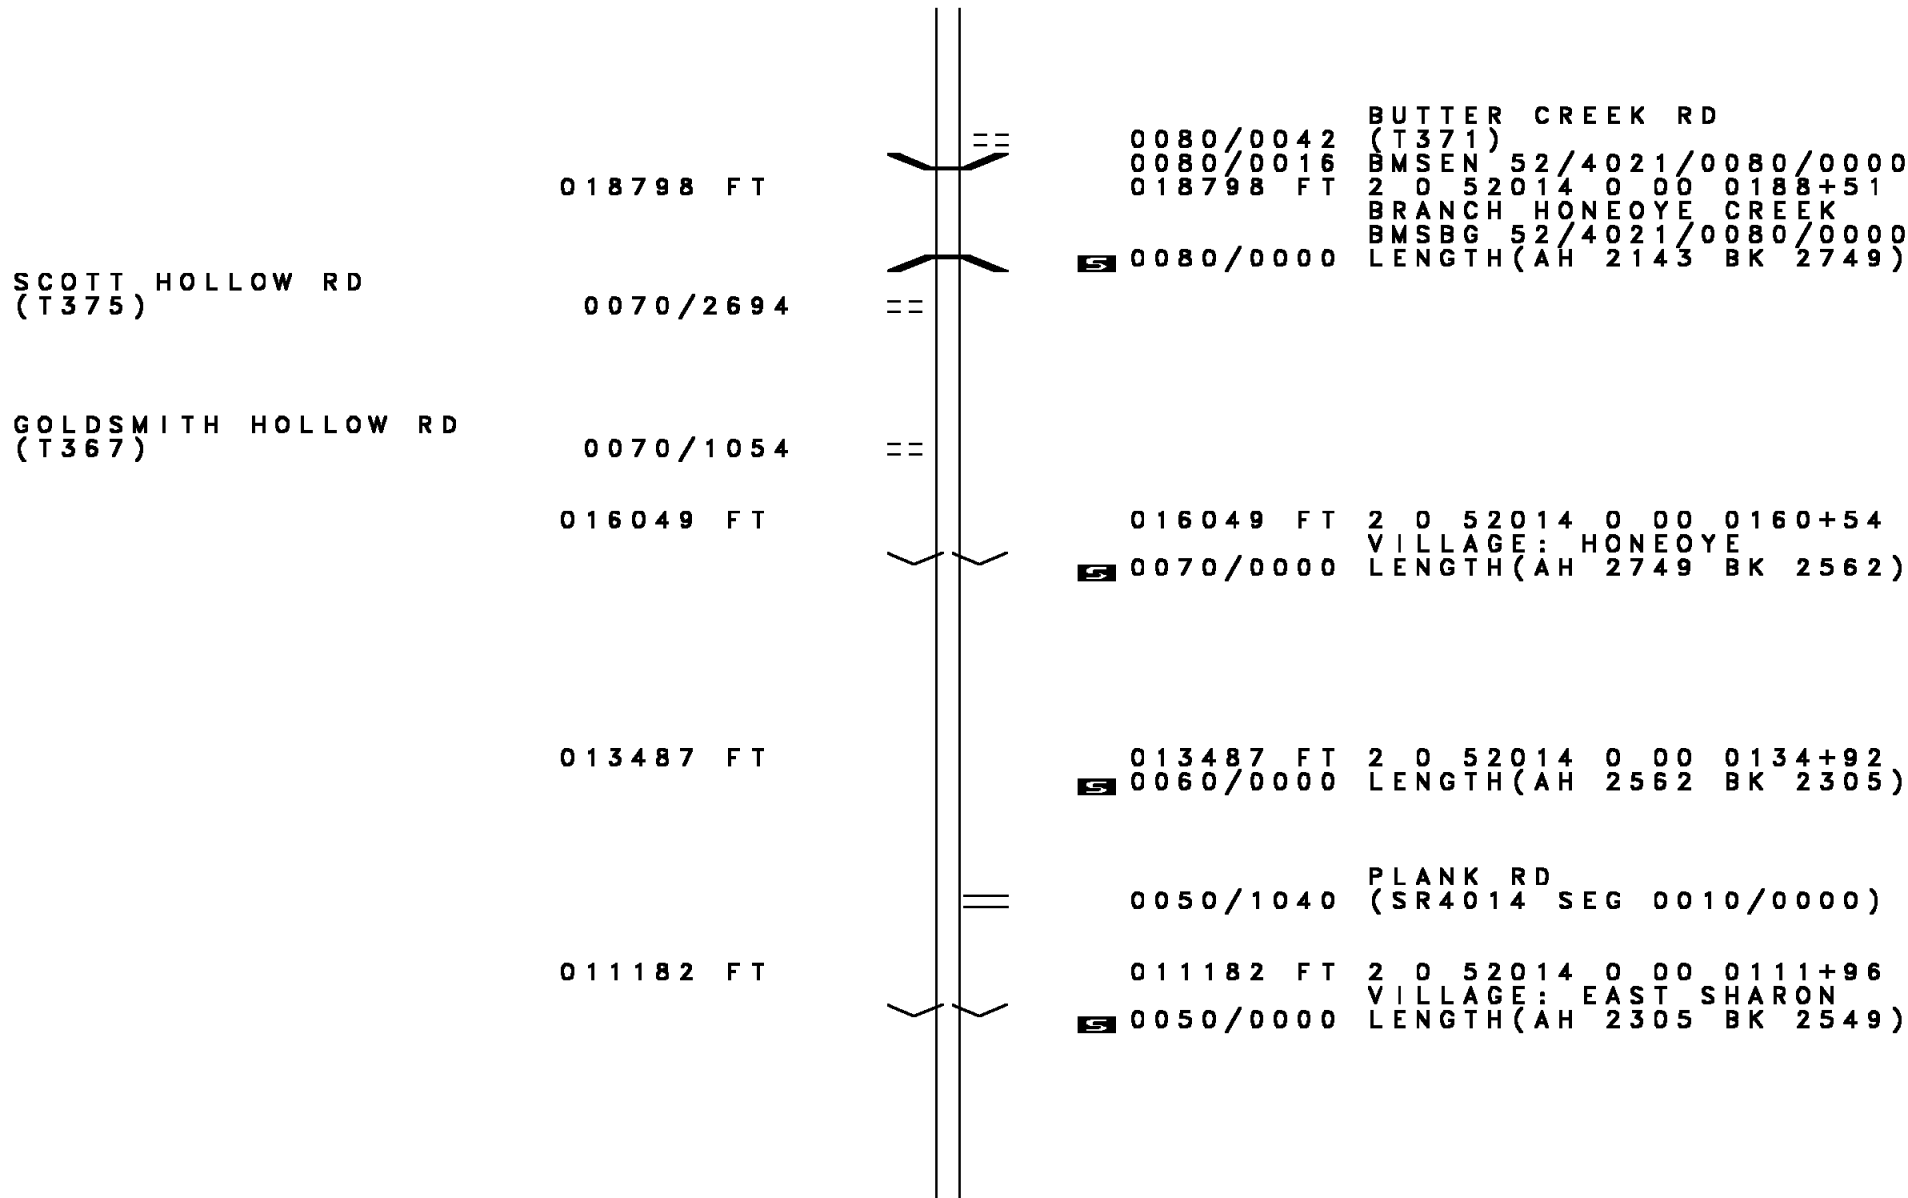 BUTTER CREEK RD
0080/0042 (T371)
0080/0016 BMSEN 52/4021/0080/0000
018798 FT 018798 FT 2 0 52014 0 00 0188+51
BRANCH HONEOYE CREEK
BMSBG 52/4021/0080/0000
S 0080/0000 LENGTH(AH 2143 BK 2749)
SCOTT HOLLOW RD
(T375) 0070/2694
GOLDSMITH HOLLOW RD
(T367) 0070/1054
016049 FT 016049 FT 2 0 52014 0 00 0160+54
VILLAGE: HONEOYE
S 0070/0000 LENGTH(AH 2749 BK 2562)
013487 FT 013487 FT 2 0 52014 0 00 0134+92
S 0060/0000 LENGTH(AH 2562 BK 2305)
PLANK RD
0050/1040 (SR4014 SEG 0010/0000)
011182 FT 011182 FT 2 0 52014 0 00 0111+96
VILLAGE: EAST SHARON
S 0050/0000 LENGTH(AH 2305 BK 2549)